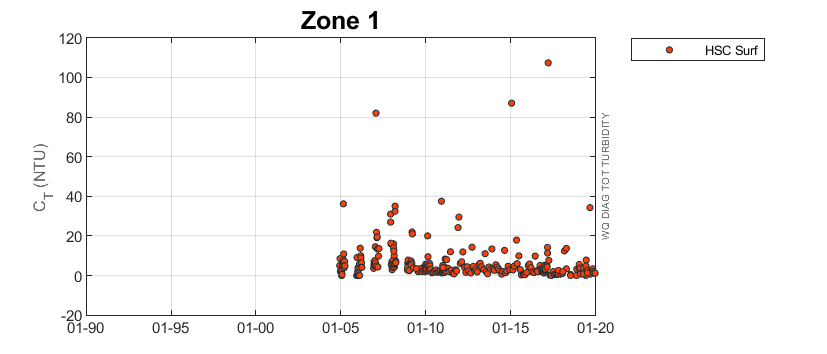 Zone 1
HSC Surf
120
100
80
60
40
20
0
-20
C_T (NTU)
WQ DIAG TOT TURBIDITY
01-90 01-95 01-00 01-05 01-10 01-15 01-20